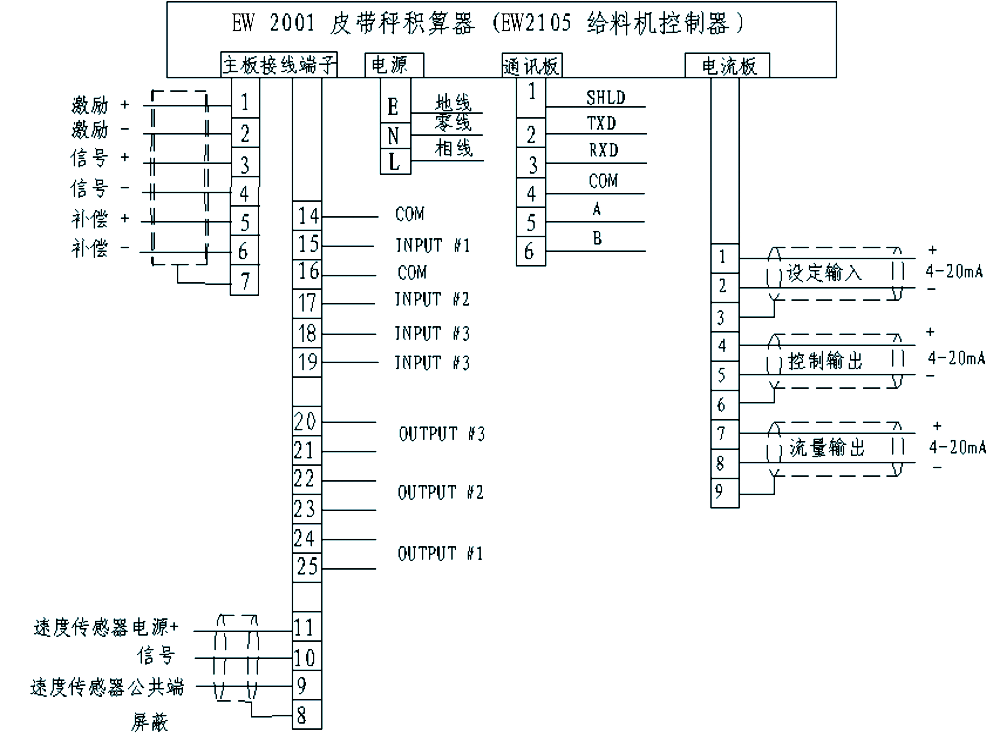 EW 2001 皮带秤积算器 (EW2105 给料机控制器)
主板接线端子
电源
通讯板
电流板
激励 +
激励 -
信号 +
信号 -
补偿 +
补偿 -
1
2
3
4
5
6
7
14 COM
15 INPUT #1
16 COM
17 INPUT #2
18 INPUT #3
19 INPUT #3
20
21
OUTPUT #3
22
23
OUTPUT #2
24
25
OUTPUT #1
速度传感器电源+ 11
信号 10
速度传感器公共端 9
屏蔽 8
E 地线
N 零线
L 相线
1 SHLD
2 TXD
3 RXD
4 COM
5 A
6 B
1 +
设定输入 4-20mA
2 -
3
4 +
控制输出 4-20mA
5 -
6
7 +
流量输出 4-20mA
8 -
9